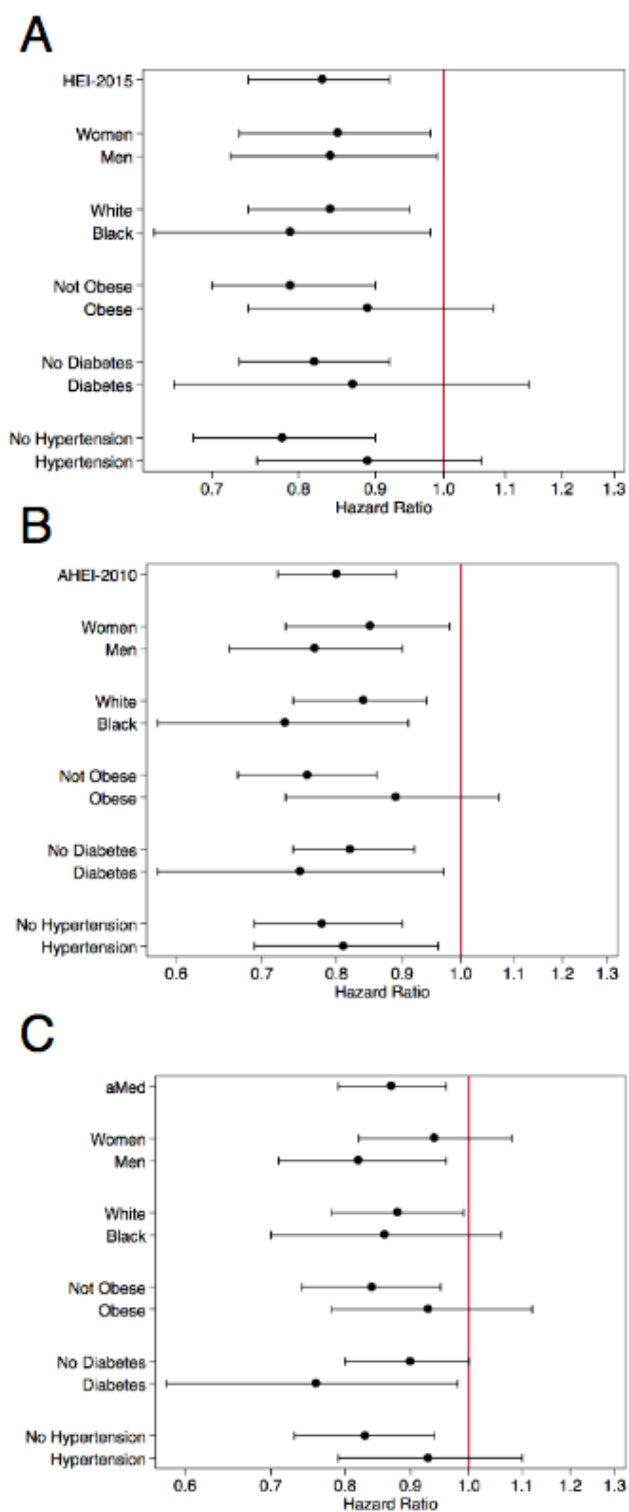 A
HEI-2015
Women
Men
White
Black
Not Obese
Obese
No Diabetes
Diabetes
No Hypertension
Hypertension
0.7 0.8 0.9 1.0 1.1 1.2 1.3
Hazard Ratio
B
AHEI-2010
Women
Men
White
Black
Not Obese
Obese
No Diabetes
Diabetes
No Hypertension
Hypertension
0.6 0.7 0.8 0.9 1.0 1.1 1.2 1.3
Hazard Ratio
C
aMed
Women
Men
White
Black
Not Obese
Obese
No Diabetes
Diabetes
No Hypertension
Hypertension
0.6 0.7 0.8 0.9 1.0 1.1 1.2 1.3
Hazard Ratio